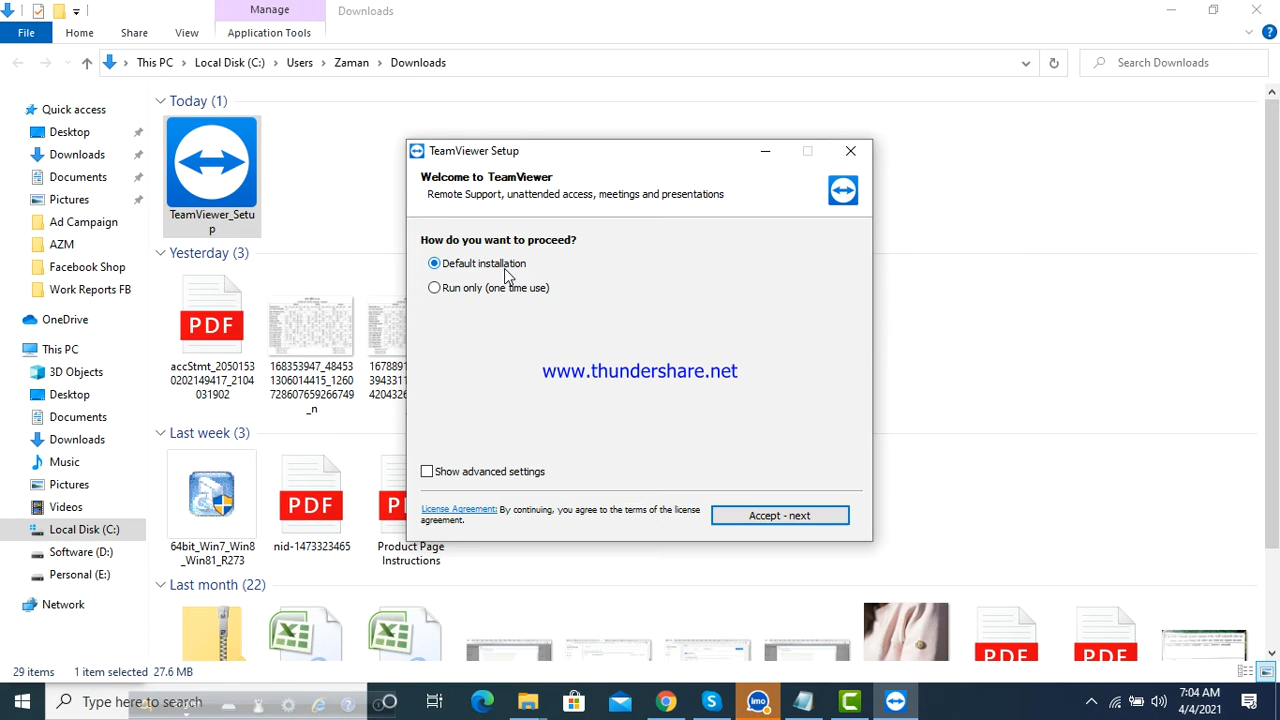 Manage
Downloads
File
Home
Share
View
Application Tools
This PC
Local Disk (C:)
Users
Zaman
Downloads
Search Downloads
Quick access
Desktop
Downloads
Documents
Pictures
Ad Campaign
AZM
Facebook Shop
Work Reports FB
OneDrive
This PC
3D Objects
Desktop
Documents
Downloads
Music
Pictures
Videos
Local Disk (C:)
Software (D:)
Personal (E:)
Network
Today (1)
TeamViewer_Setu
p
Yesterday (3)
PDF
accStmt_2050153
0202149417_2104
031902
168353947_48453
1306014415_1260
728607659266749
_n
Last week (3)
64bit_Win7_Win8
_Win81_R273
PDF
nid-1473323465
Product Page
Instructions
Last month (22)
PDF
PDF
TeamViewer Setup
Welcome to TeamViewer
Remote Support, unattended access, meetings and presentations
How do you want to proceed?
Default installation
Run only (one time use)
www.thundershare.net
Show advanced settings
License Agreement: By continuing, you agree to the terms of the license
agreement.
Accept - next
29 items
1 item selected 27.6 MB
Type here to search
imo
7:04 AM
4/4/2021